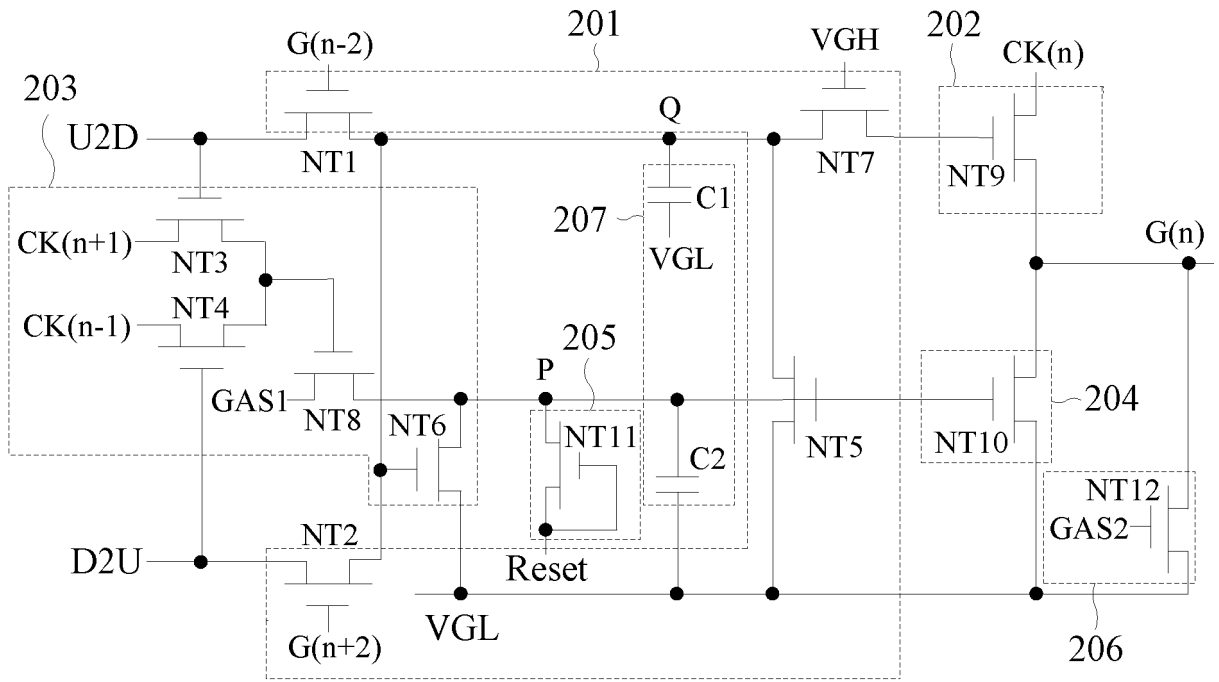 201
G(n-2)
VGH
202
CK(n)
203
Q
U2D
NT1
NT7
NT9
C1
207
G(n)
CK(n+1)
NT3
VGL
NT4
CK(n-1)
205
P
GAS1
NT8
NT6
NT11
204
NT5
NT10
C2
NT12
GAS2
NT2
D2U
Reset
VGL
G(n+2)
206